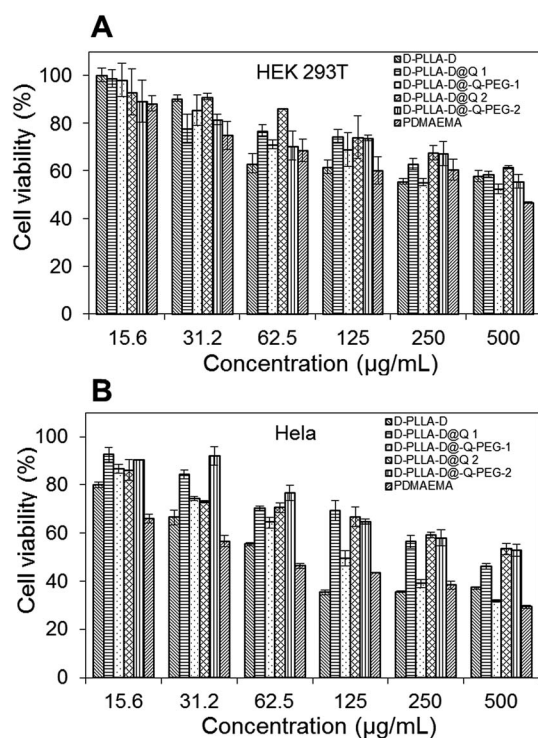 A
HEK 293T
D-PLLA-D
D-PLLA-D@Q 1
D-PLLA-D@-Q-PEG-1
D-PLLA-D@Q 2
D-PLLA-D@-Q-PEG-2
PDMAEMA
Cell viability (%)
100
80
60
40
20
0
15.6 31.2 62.5 125 250 500
Concentration (µg/mL)
B
Hela
D-PLLA-D
D-PLLA-D@Q 1
D-PLLA-D@-Q-PEG-1
D-PLLA-D@Q 2
D-PLLA-D@-Q-PEG-2
PDMAEMA
Cell viability (%)
100
80
60
40
20
0
15.6 31.2 62.5 125 250 500
Concentration (µg/mL)